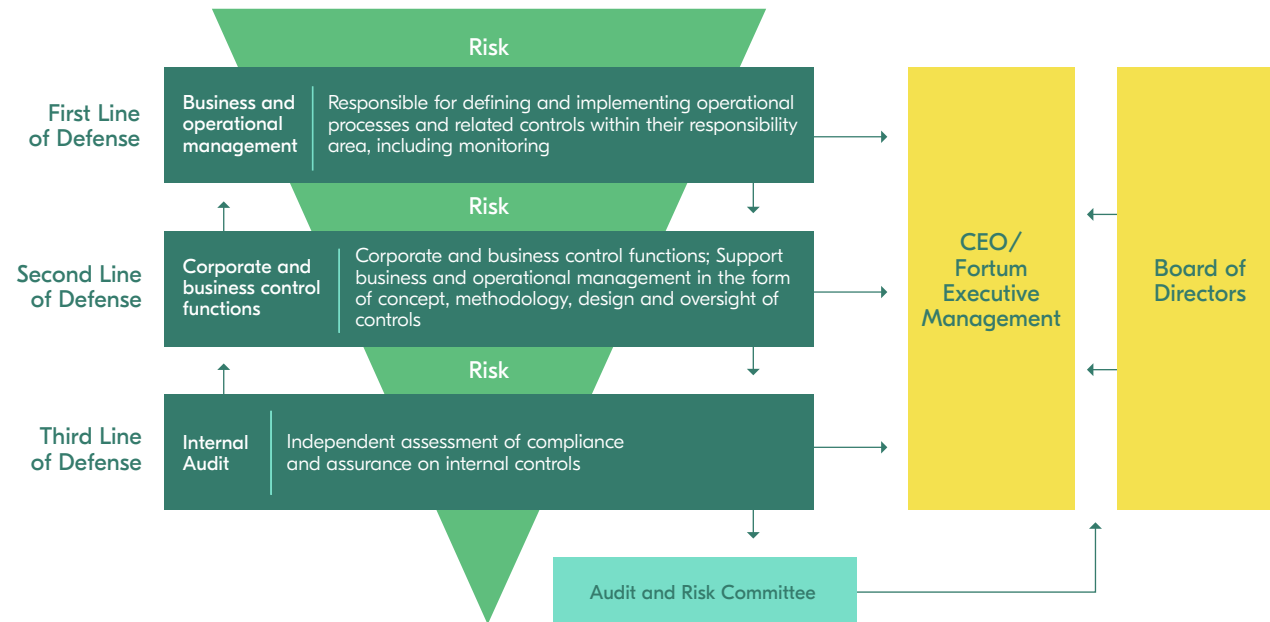 Risk
First Line
of Defense
Business and
operational
management
Responsible for defining and implementing operational
processes and related controls within their responsibility
area, including monitoring
Risk
Second Line
of Defense
Corporate and
business control
functions
Corporate and business control functions; Support
business and operational management in the form
of concept, methodology, design and oversight of
controls
Risk
Third Line
of Defense
Internal
Audit
Independent assessment of compliance
and assurance on internal controls
CEO/
Fortum
Executive
Management
Board of
Directors
Audit and Risk Committee